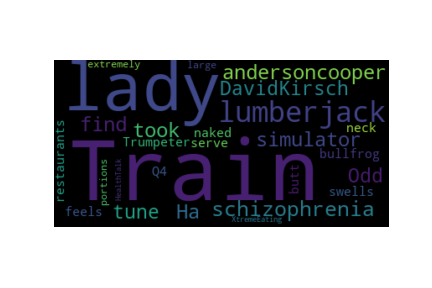 extremely
large
lady
andersoncooper
DavidKirsch
lumberjack
find
took
naked
neck
restaurants
Trumpeter
serve
simulator
bullfrog
Train
portions
HealthTalk
Q4
butt
Odd
swells
feels
tune
Ha
schizophrenia
XtremeEating